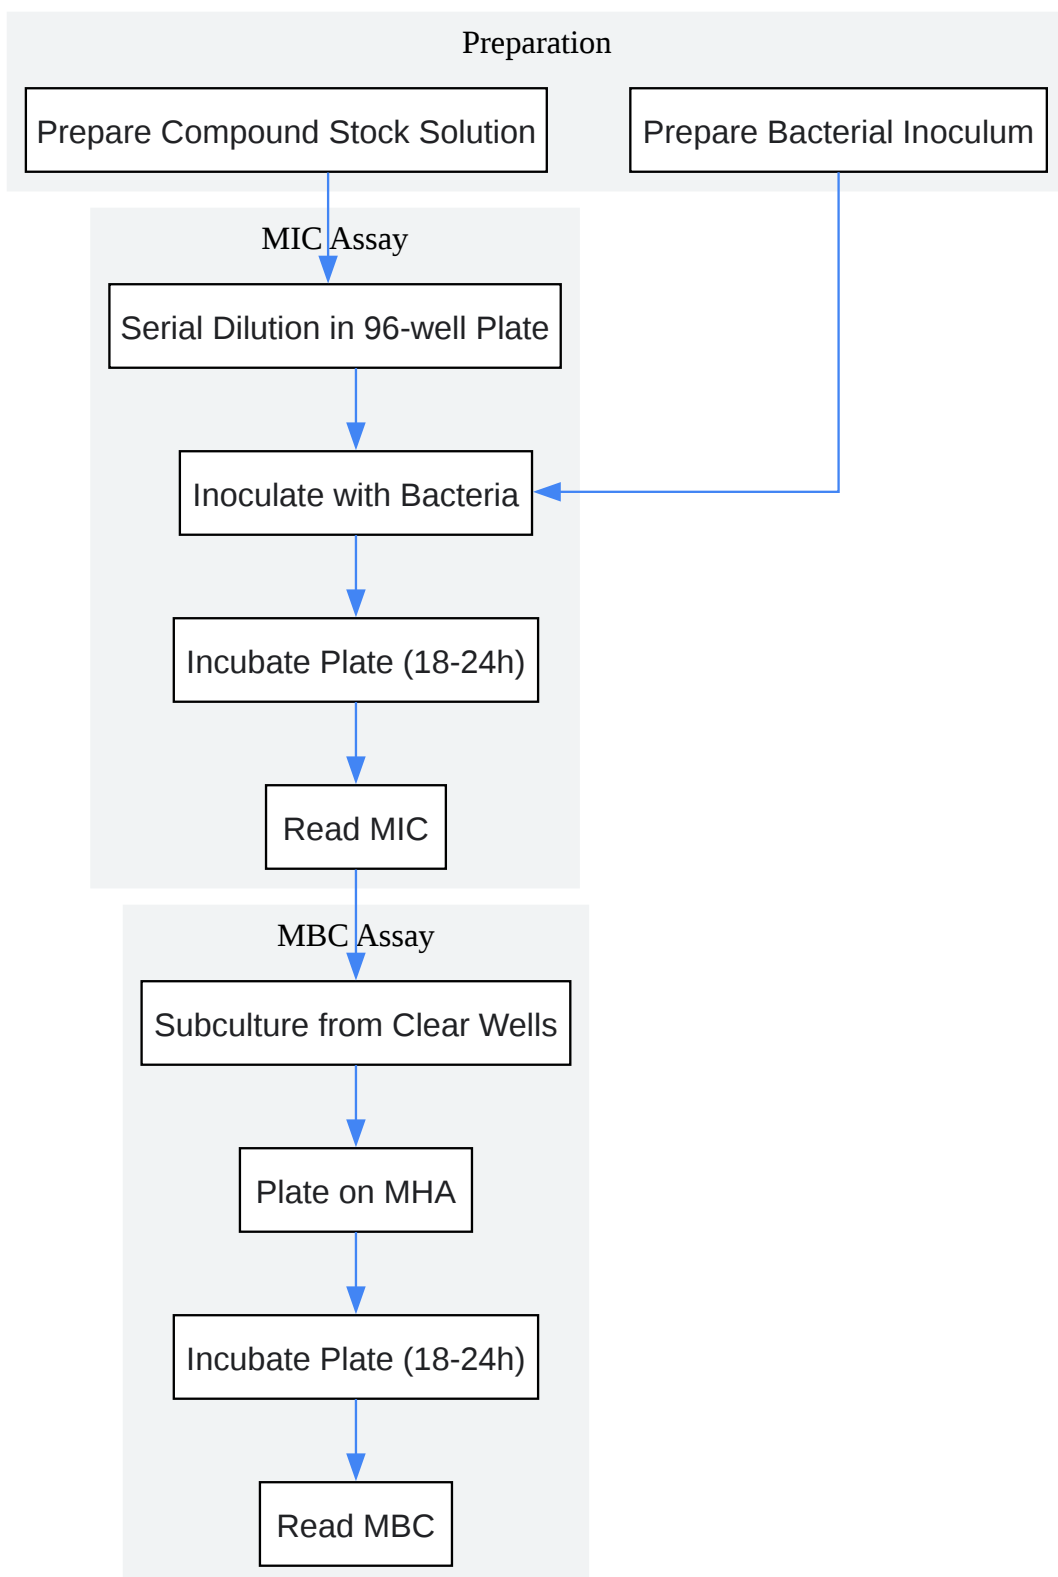 Preparation
Prepare Compound Stock Solution
Prepare Bacterial Inoculum
MIC Assay
Serial Dilution in 96-well Plate
Inoculate with Bacteria
Incubate Plate (18-24h)
Read MIC
MBC Assay
Subculture from Clear Wells
Plate on MHA
Incubate Plate (18-24h)
Read MBC